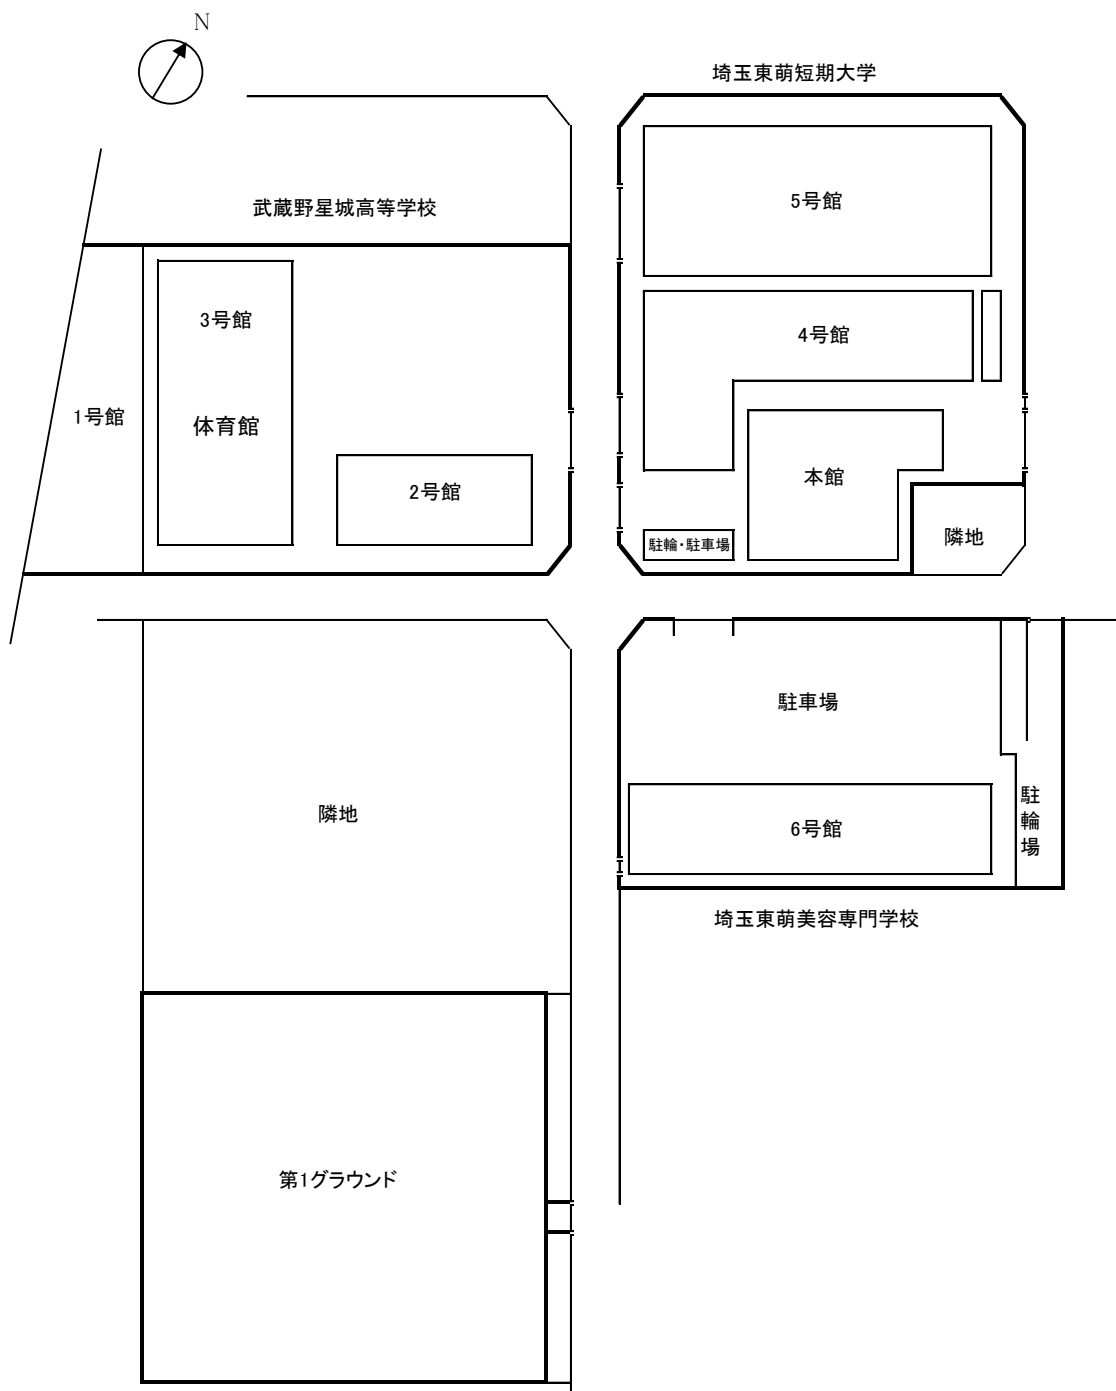 N
埼玉東萌短期大学
武蔵野星城高等学校
5号館
3号館
4号館
1号館
体育館
2号館
本館
駐輪・駐車場
隣地
駐車場
隣地
6号館
駐輪場
埼玉東萌美容専門学校
第1グラウンド